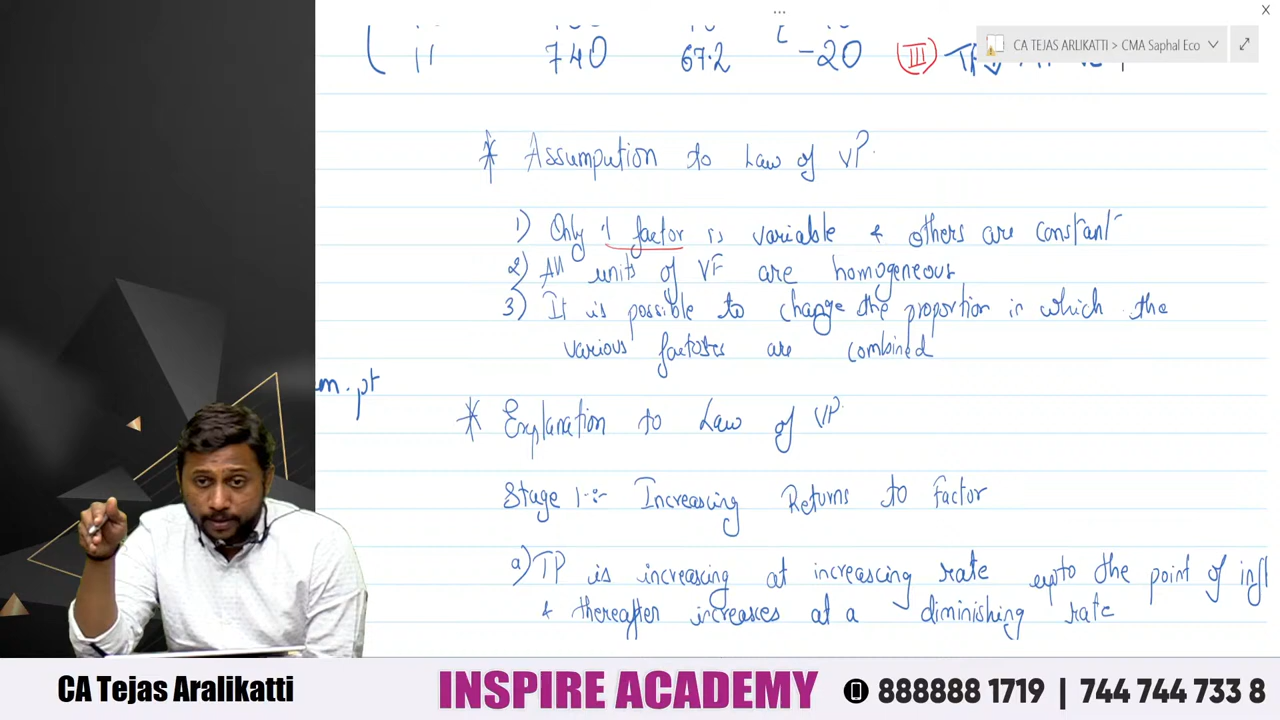 CA TEJAS ARLIKATTI > CMA Saphal Eco
11 740 67.2 -20 III
* Assumpution to Law of VP.
1) Only 1 factor is variable & others are constant
2) All units of VF are homogeneous
3) It is possible to change the proportion in which the
various factosrs are combined
m. pt
* Explanation to Law of VP.
Stage 1 :- Increasing Returns to Factor
a) TP is increasing at increasing rate upto the point of infl
& thereafter increases at a diminishing rate
CA Tejas Aralikatti
INSPIRE ACADEMY
888888 1719 | 744 744 733 8